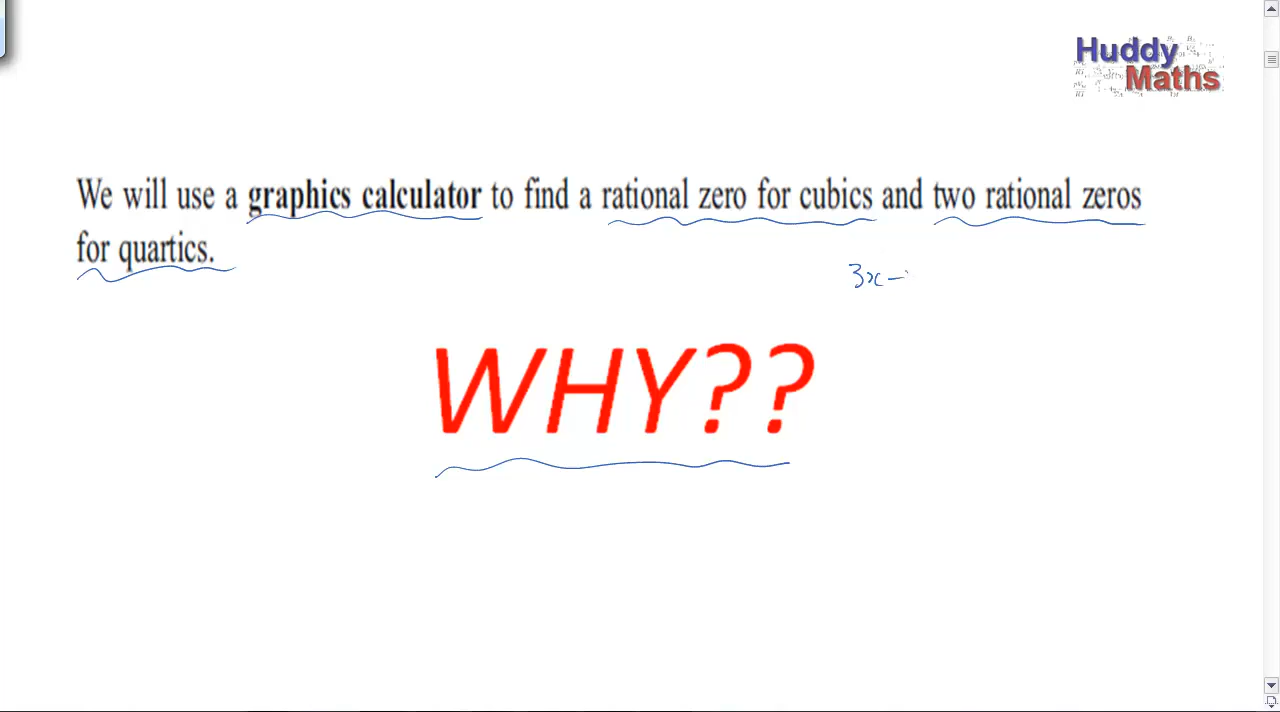 Huddy
Maths
We will use a graphics calculator to find a rational zero for cubics and two rational zeros
for quartics.
3x-
WHY??